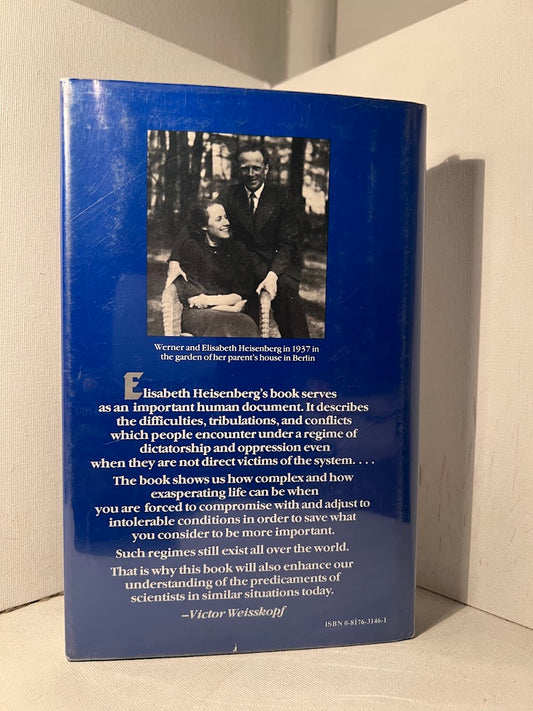 Werner and Elisabeth Heisenberg in 1937 in
the garden of her parent's house in Berlin
Elisabeth Heisenberg's book serves
as an important human document. It describes
the difficulties, tribulations, and conflicts
which people encounter under a regime of
dictatorship and oppression even
when they are not direct victims of the system. . . .
The book shows us how complex and how
exasperating life can be when
you are forced to compromise with and adjust to
intolerable conditions in order to save what
you consider to be more important.
Such regimes still exist all over the world.
That is why this book will also enhance our
understanding of the predicaments of
scientists in similar situations today.
–Victor Weisskopf
ISBN 0-8176-3146-1